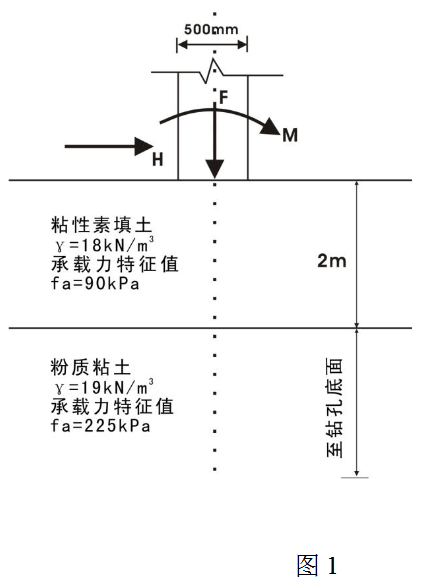 500mm
F
M
H
粘性素填土
γ=18kN/m³
承载力特征值
fa=90kPa
2m
粉质粘土
γ=19kN/m³
承载力特征值
fa=225kPa
至钻孔底面
图 1